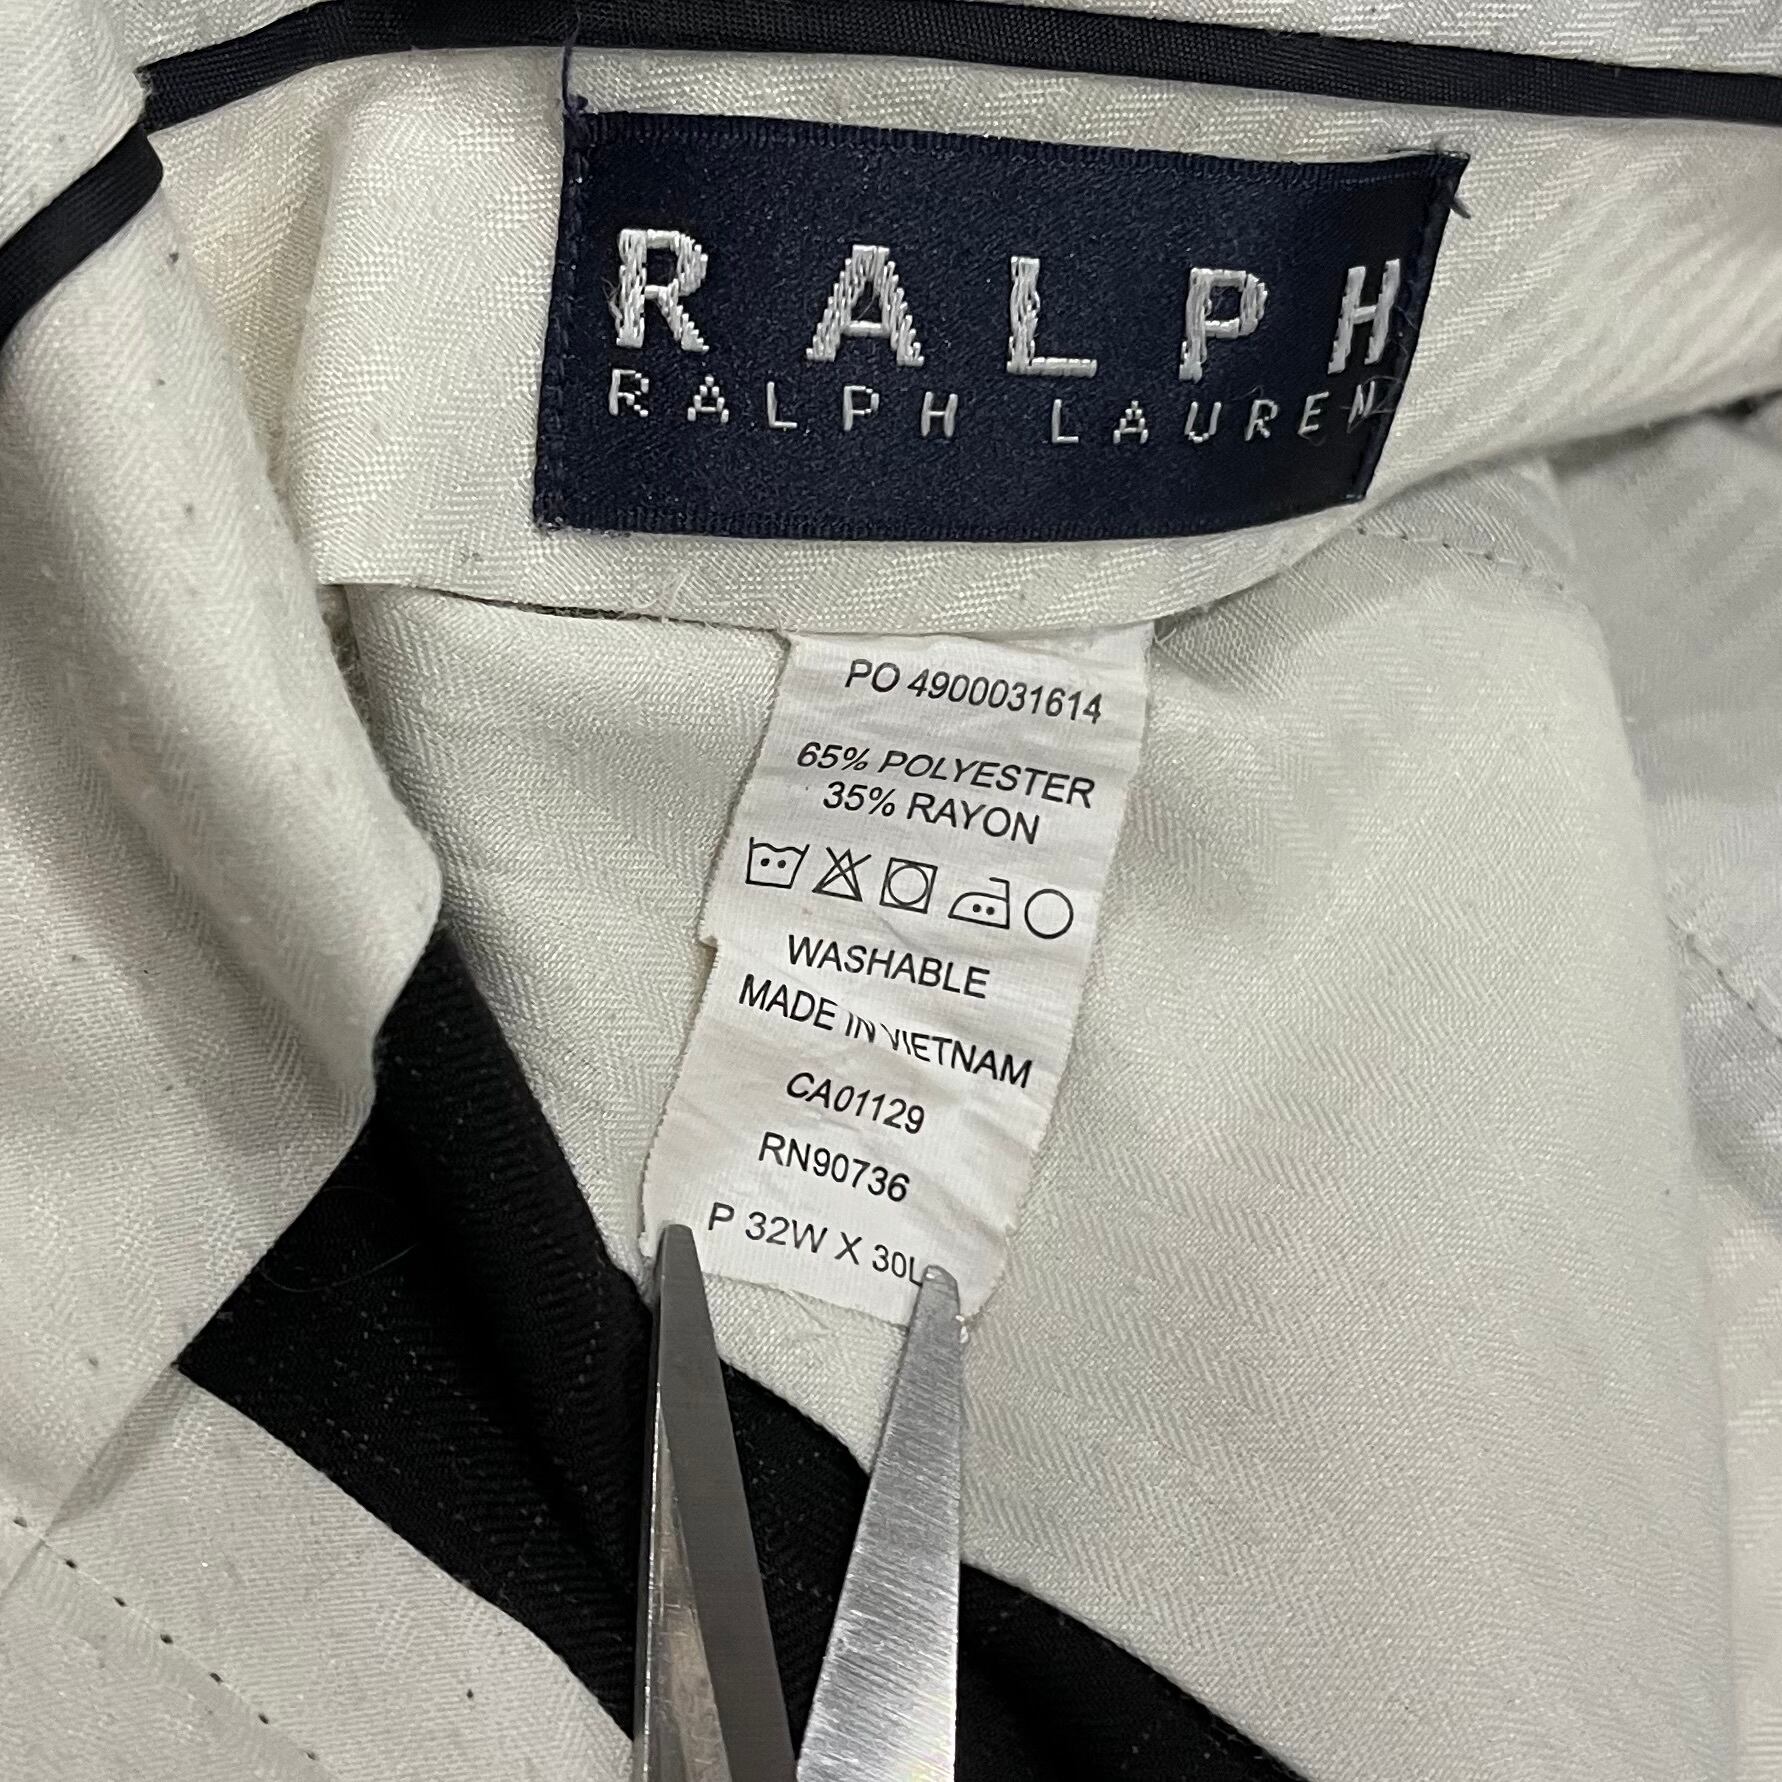 RALPH
RALPH LAUREN
PO 4900031614
65% POLYESTER
35% RAYON
WASHABLE
MADE IN VIETNAM
CA01129
RN90736
P 32W X 30L